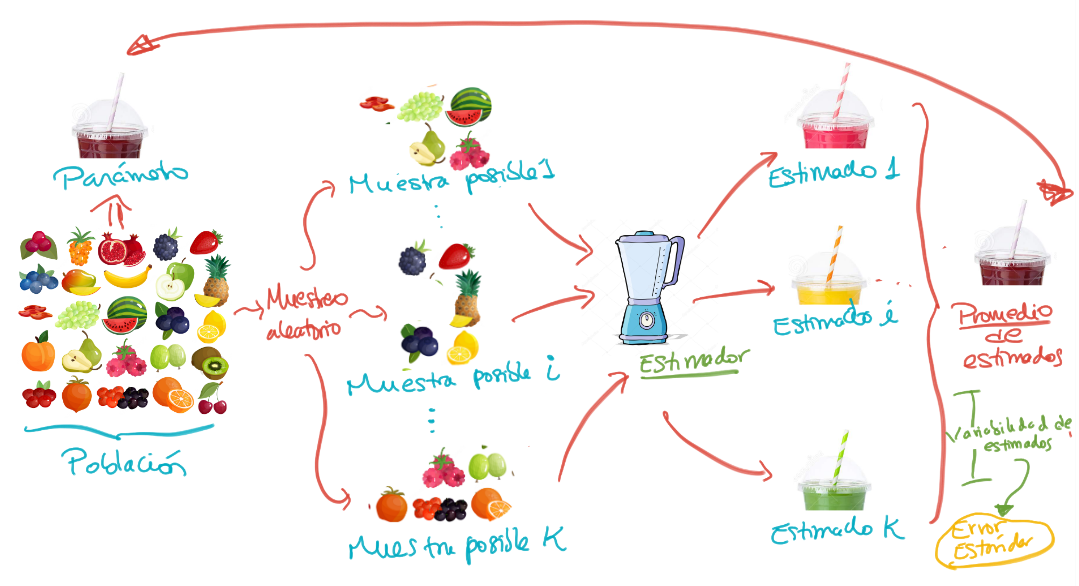 Parámetro
Población
Muestreo
aleatorio
Muestra posible 1
Muestra posible i
Muestra posible K
Estimador
Estimado 1
Estimado i
Estimado K
Promedio
de
estimados
Variabilidad de
estimados
Error
Estándar